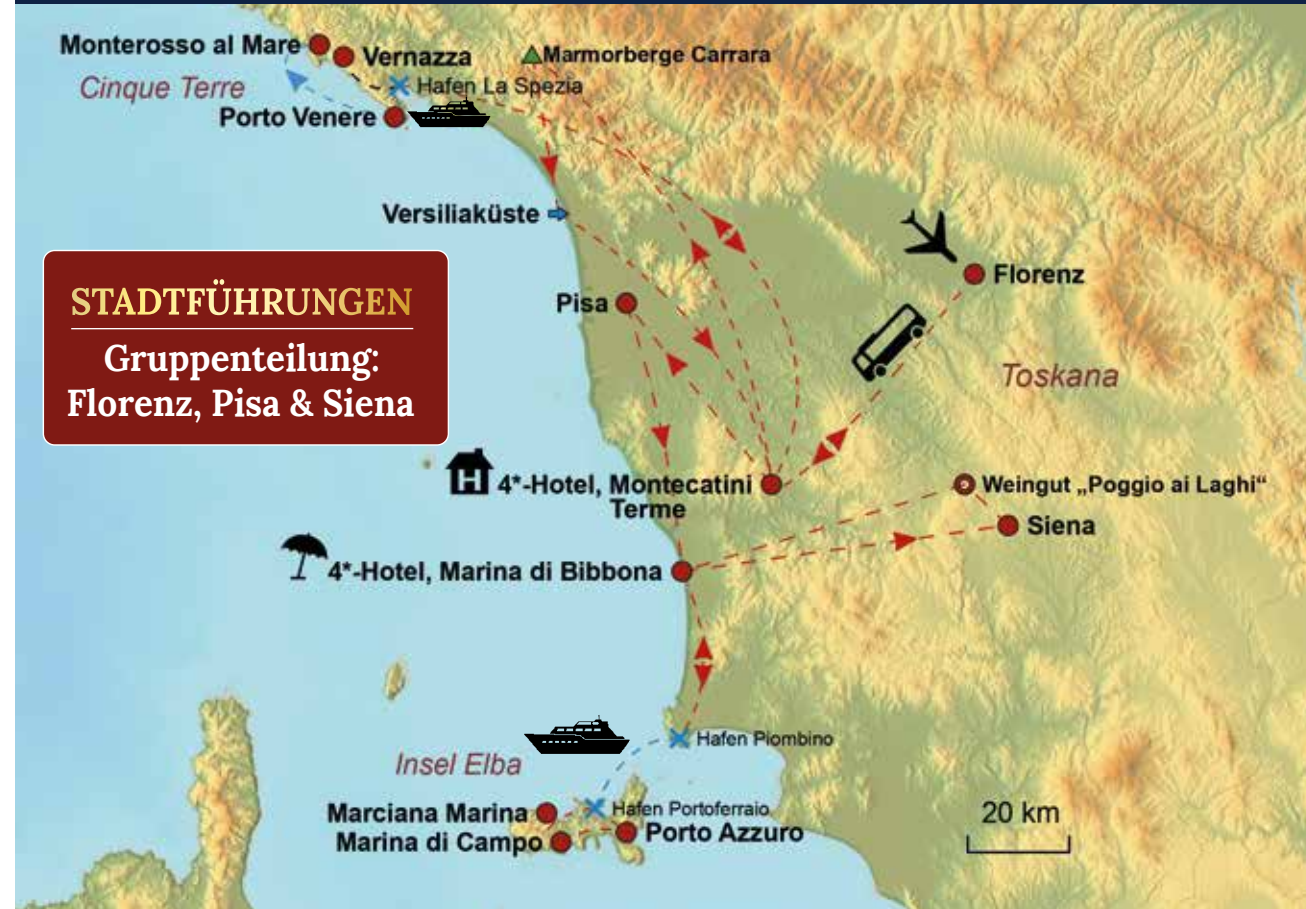 Monterosso al Mare
Vernazza
Marmorberge Carrara
Cinque Terre
Hafen La Spezia
Porto Venere
Versiliaküste
Florenz
STADTFÜHRUNGEN
Gruppenteilung:
Florenz, Pisa & Siena
Pisa
Toskana
H
4*-Hotel, Montecatini
Terme
Weingut „Poggio ai Laghi“
Siena
4*-Hotel, Marina di Bibbona
Hafen Piombino
Insel Elba
Marciana Marina
Hafen Portoferraio
Porto Azzuro
Marina di Campo
20 km